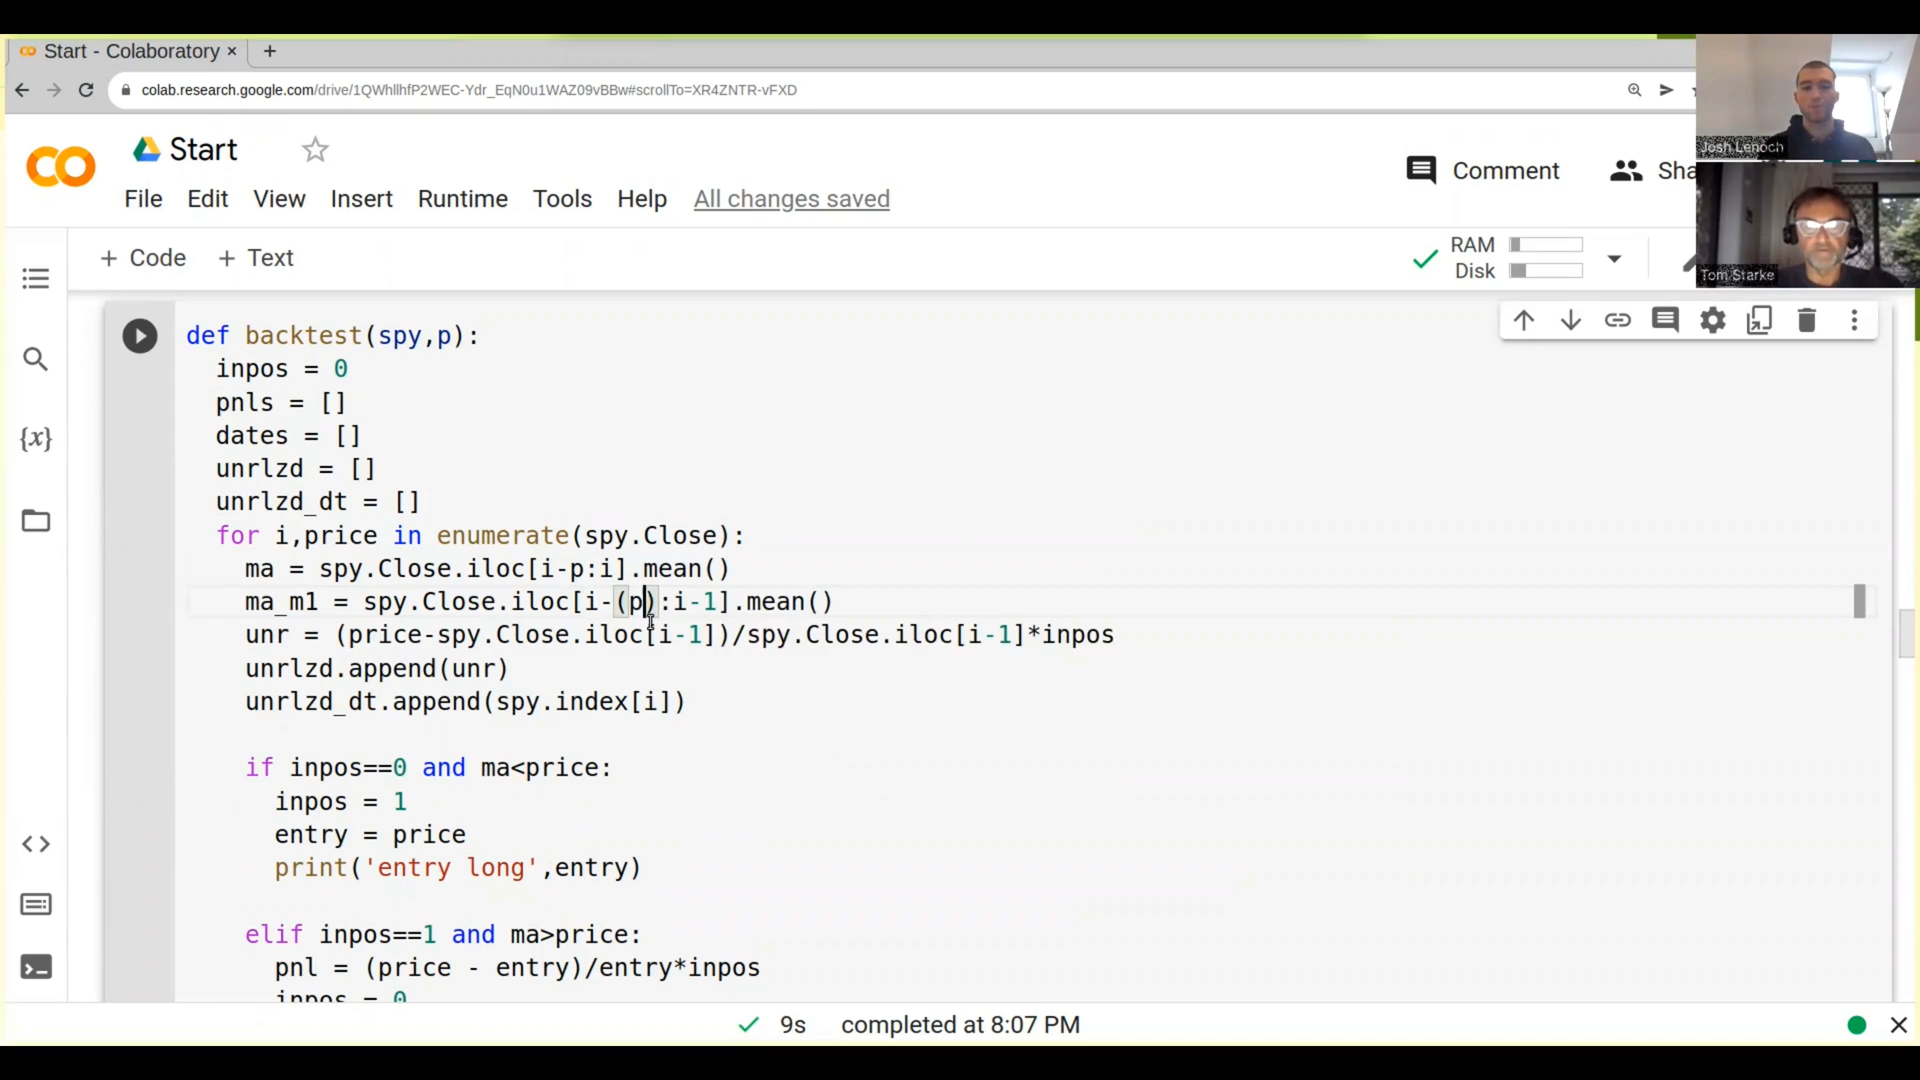 Start - Colaboratory
colab.research.google.com/drive/1QWhllhfP2WEC-Ydr_EqN0u1WAZ09vBBw#scrollTo=XR4ZNTR-vFXD
Josh Lenoch
Start
Comment
Sha
File Edit View Insert Runtime Tools Help All changes saved
+ Code + Text
RAM
Disk
Tom Starke
def backtest(spy,p):
inpos = 0
pnls = []
dates = []
unrlzd = []
unrlzd_dt = []
for i,price in enumerate(spy.Close):
ma = spy.Close.iloc[i-p:i].mean()
ma_m1 = spy.Close.iloc[i-(p):i-1].mean()
unr = (price-spy.Close.iloc[i-1])/spy.Close.iloc[i-1]*inpos
unrlzd.append(unr)
unrlzd_dt.append(spy.index[i])
if inpos==0 and ma<price:
inpos = 1
entry = price
print('entry long',entry)
elif inpos==1 and ma>price:
pnl = (price - entry)/entry*inpos
inpos = 0
9s completed at 8:07 PM